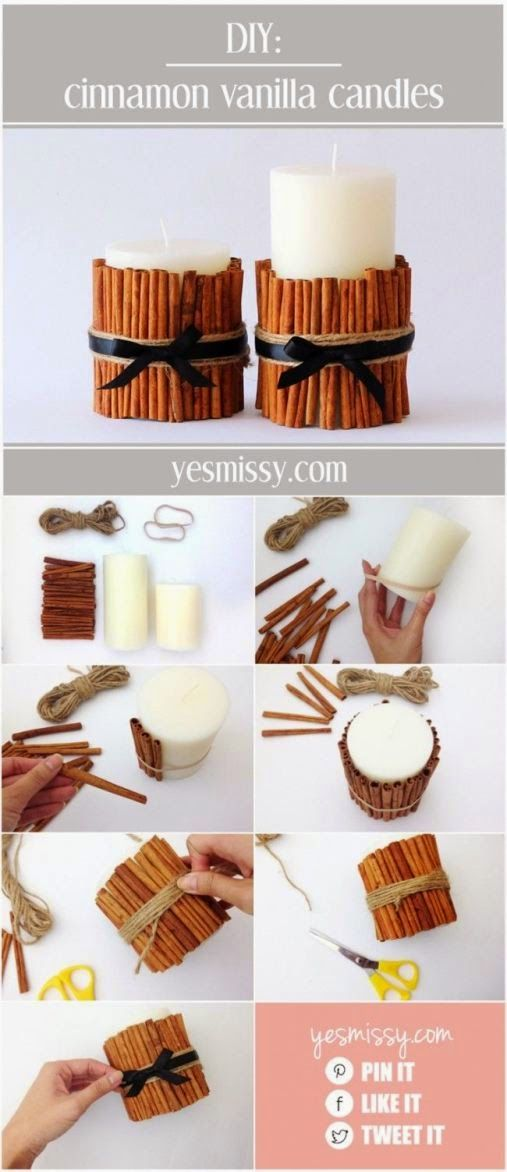 DIY:
cinnamon vanilla candles
yesmissy.com
yesmissy.com
PIN IT
LIKE IT
TWEET IT